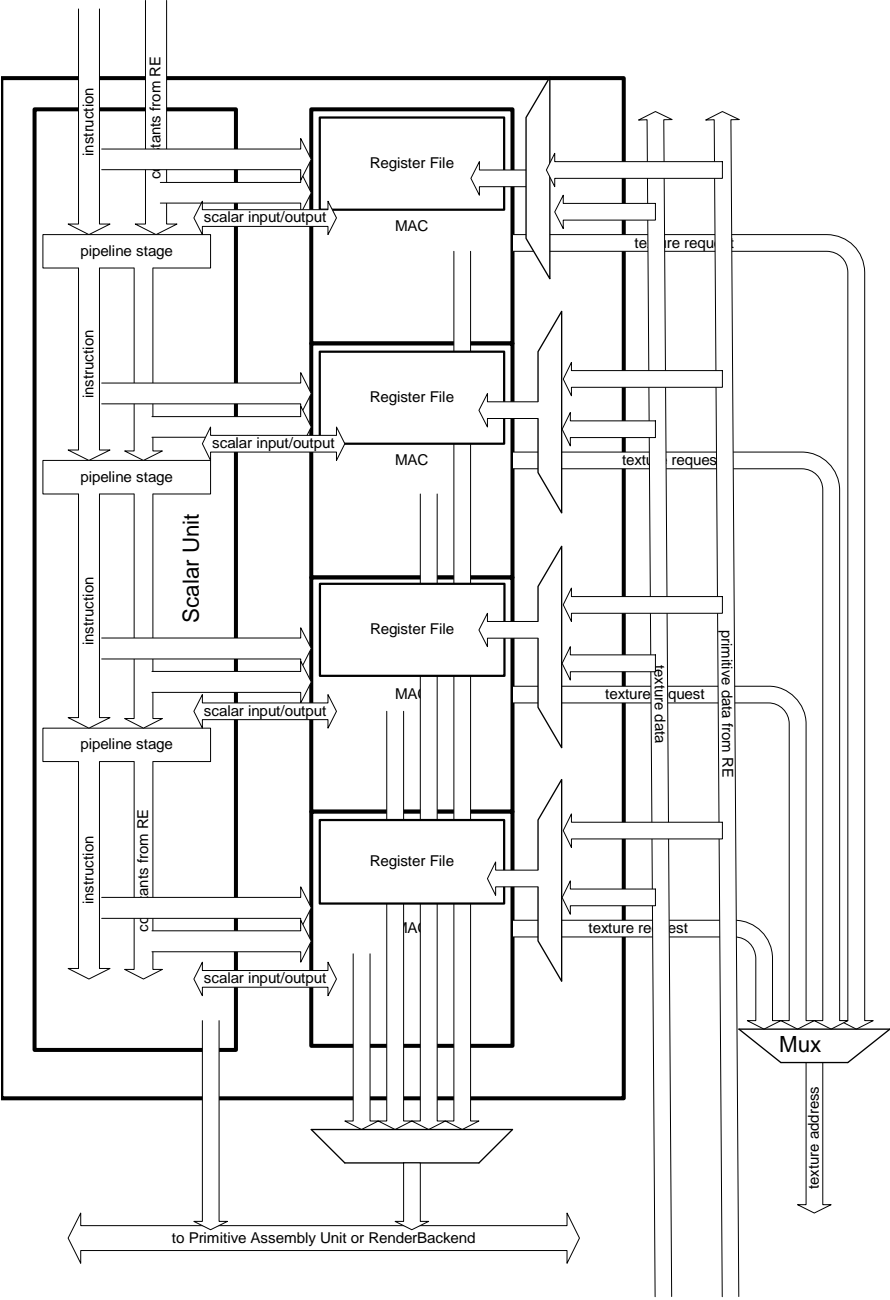 instruction
from RE
Register File
scalar input/output
MAC
pipeline stage
texture request
instruction
Register File
scalar input/output
MAC
texture reques
pipeline stage
Scalar Unit
instruction
Register File
MAC
scalar input/output
texture request
texture data
primitive data from RE
pipeline stage
instruction
from RE
Register File
texture request
scalar input/output
Mux
texture address
to Primitive Assembly Unit or RenderBackend